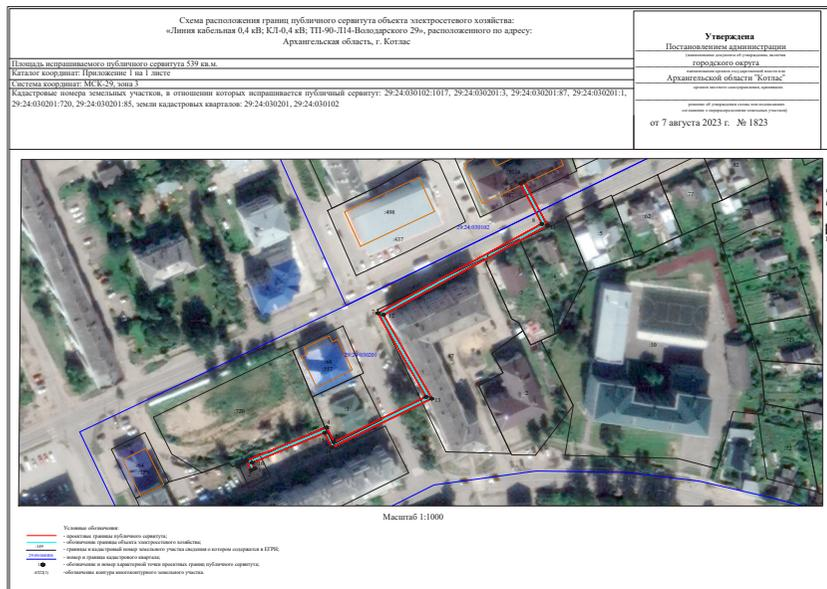 Схема расположения границ публичного сервитута объекта электросетевого хозяйства:
«Линия кабельная 0,4 кВ; КЛ-0,4 кВ; ТП-90-Л14-Володарского 29», расположенного по адресу:
Архангельская область, г. Котлас
Площадь испрашиваемого публичного сервитута 539 кв.м.
Каталог координат: Приложение 1 на 1 листе
Система координат: МСК-29, зона 3
Кадастровые номера земельных участков, в отношении которых испрашивается публичный сервитут: 29:24:030102:1017, 29:24:030201:3, 29:24:030201:87, 29:24:030201:1,
29:24:030201:720, 29:24:030201:85, земли кадастровых кварталов: 29:24:030201, 29:24:030102
Утверждена
Постановлением администрации
городского округа
Архангельской области "Котлас"
от 7 августа 2023 г. № 1823
:498
:437
29:24:030102
:5
:62
:77
:10
29:24:030201
:720
:2
13
Масштаб 1:1000
Условные обозначения:
- проектные границы публичного сервитута;
- обозначение границы объекта электросетевого хозяйства;
- границы и кадастровый номер земельного участка сведения о котором содержатся в ЕГРН;
- номер и граница кадастрового квартала;
- обозначение и номер характерной точки проектных границ публичного сервитута;
-обозначение контура многоконтурного земельного участка.